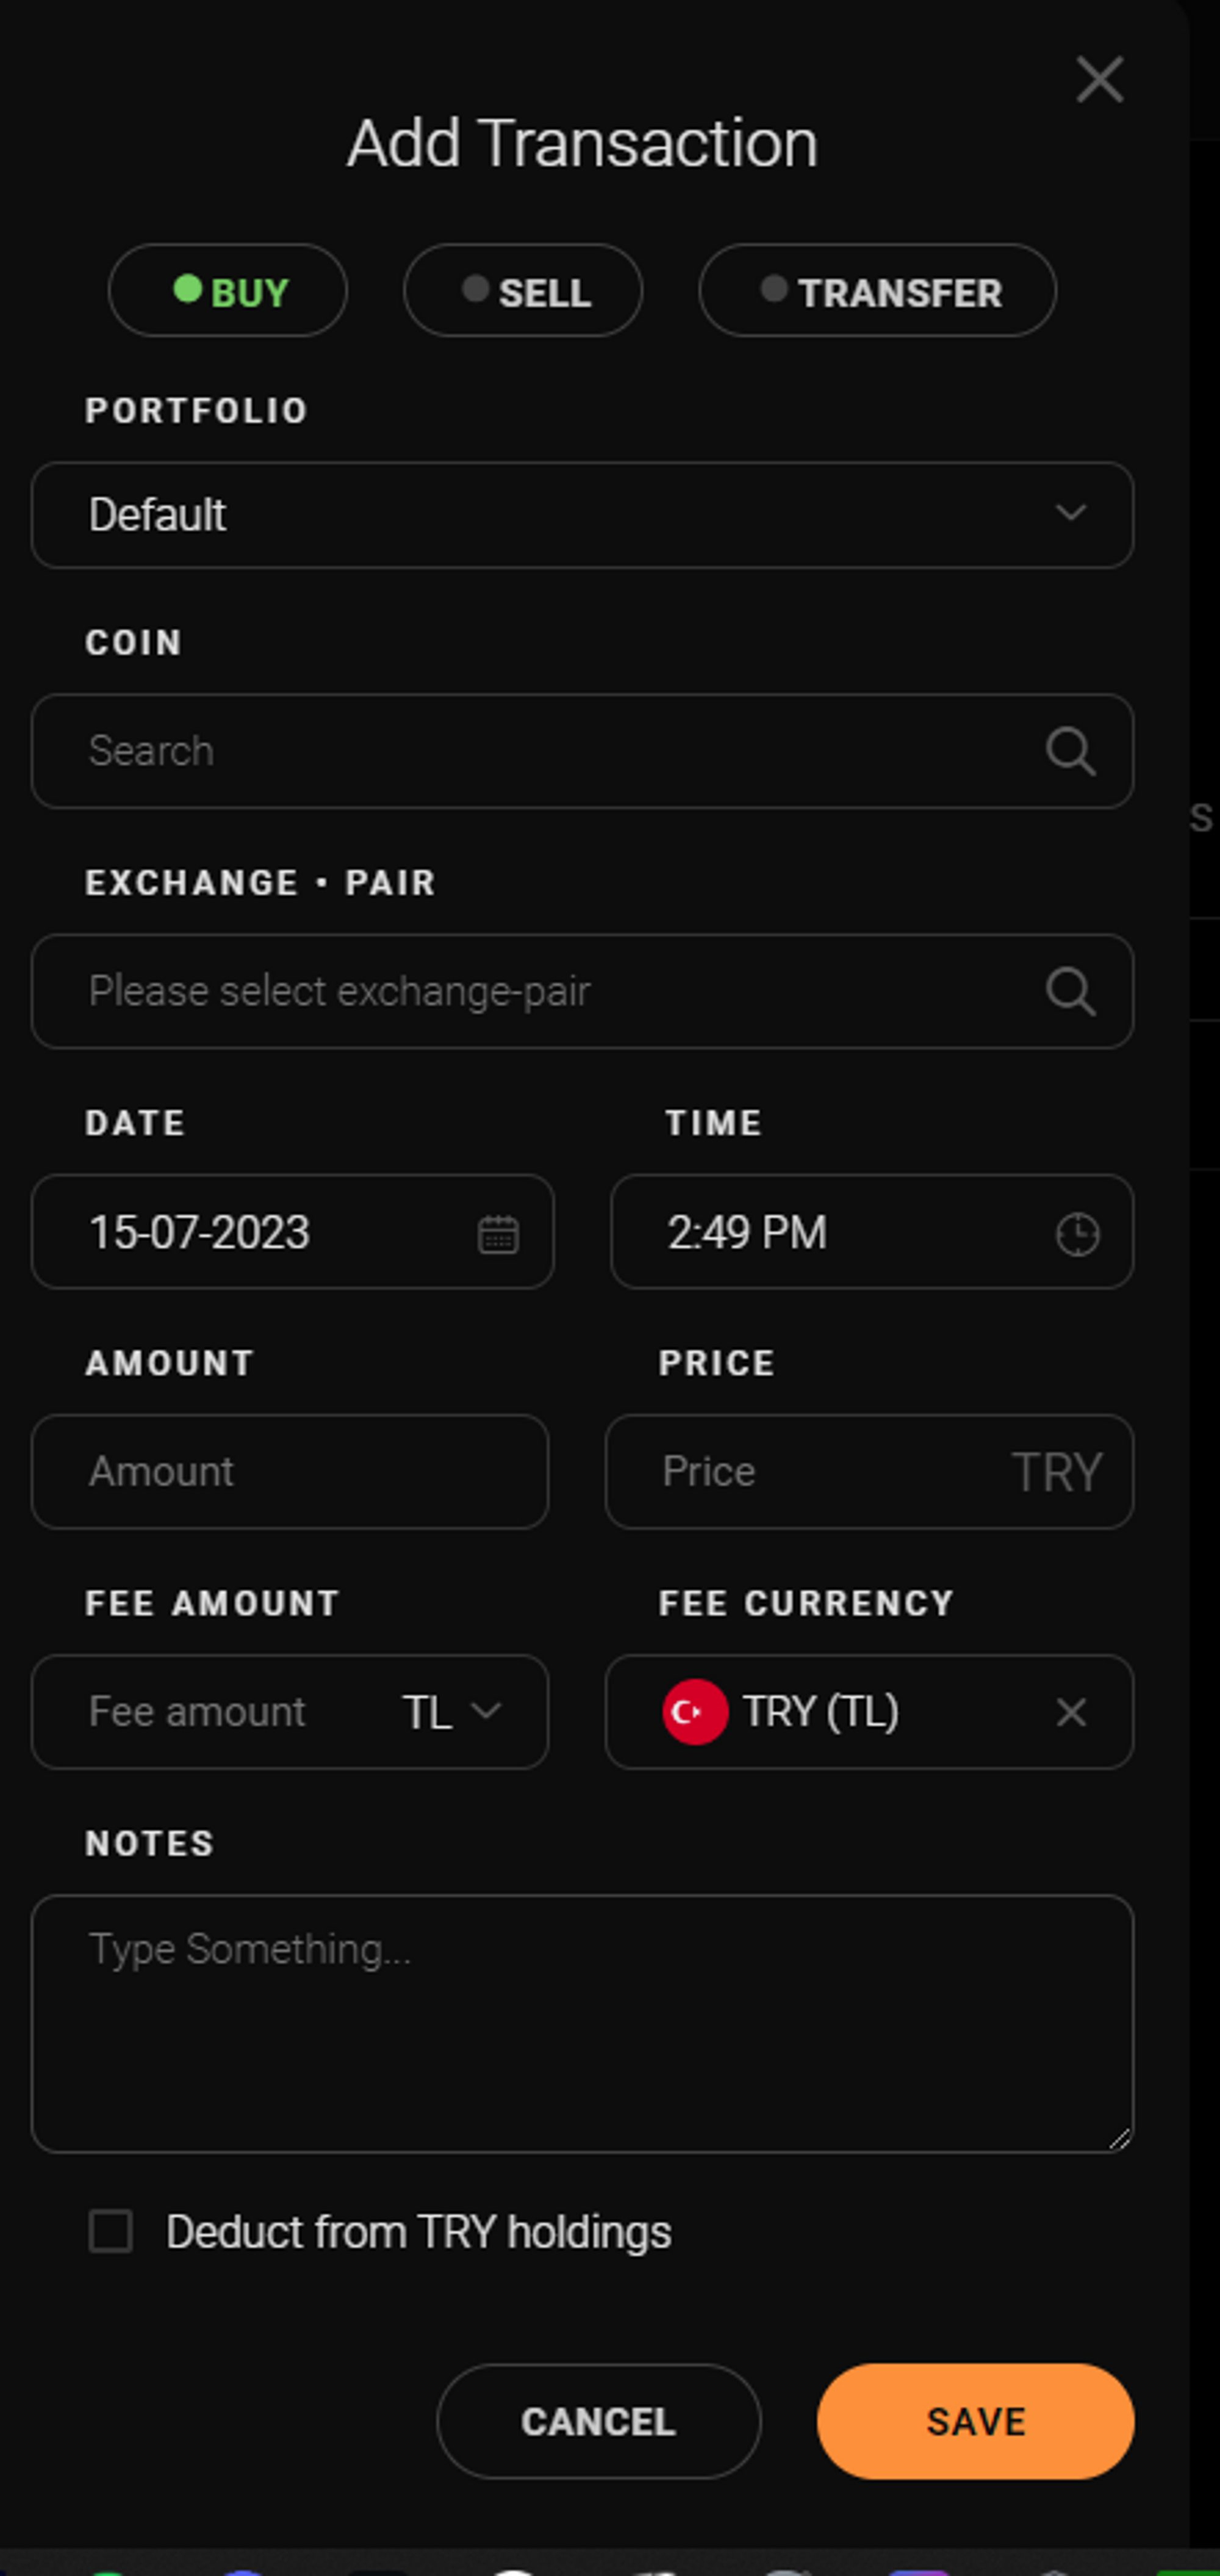 Add Transaction
BUY SELL TRANSFER
PORTFOLIO
Default
COIN
Search
EXCHANGE • PAIR
Please select exchange-pair
DATE TIME
15-07-2023 2:49 PM
AMOUNT PRICE
Amount Price TRY
FEE AMOUNT FEE CURRENCY
Fee amount TL TRY (TL)
NOTES
Type Something...
Deduct from TRY holdings
CANCEL SAVE